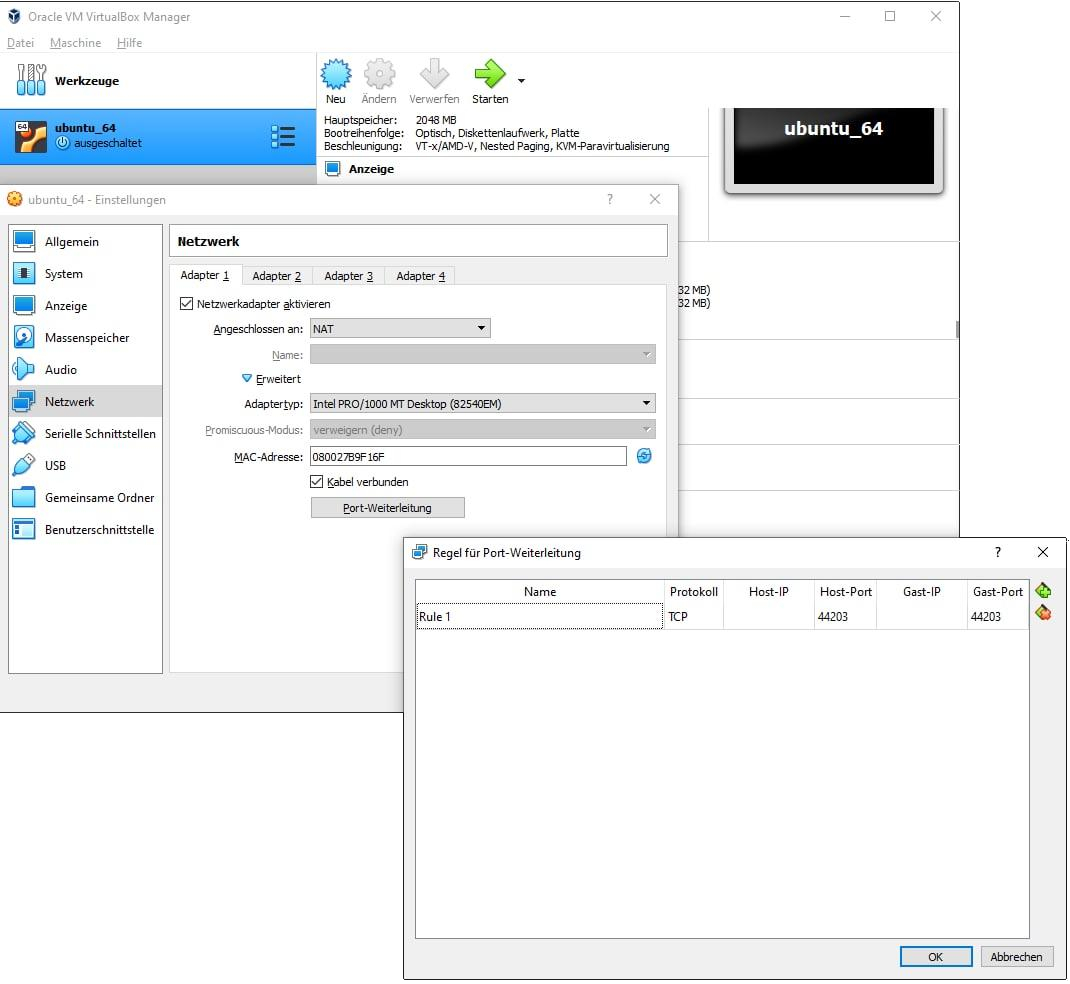 Oracle VM VirtualBox Manager
Datei Maschine Hilfe
Werkzeuge
Neu Ändern Verwerfen Starten
64
ubuntu_64
ausgeschaltet
Hauptspeicher: 2048 MB
Bootreihenfolge: Optisch, Diskettenlaufwerk, Platte
Beschleunigung: VT-x/AMD-V, Nested Paging, KVM-Paravirtualisierung
Anzeige
ubuntu_64
32 MB)
32 MB)
ubuntu_64 - Einstellungen
?
Allgemein
System
Anzeige
Massenspeicher
Audio
Netzwerk
Serielle Schnittstellen
USB
Gemeinsame Ordner
Benutzerschnittstelle
Netzwerk
Adapter 1 Adapter 2 Adapter 3 Adapter 4
Netzwerkadapter aktivieren
Angeschlossen an: NAT
Name:
Erweitert
Adaptertyp: Intel PRO/1000 MT Desktop (82540EM)
Promiscuous-Modus: verweigern (deny)
MAC-Adresse: 080027B9F16F
Kabel verbunden
Port-Weiterleitung
Regel für Port-Weiterleitung
?
Name Protokoll Host-IP Host-Port Gast-IP Gast-Port
Rule 1 TCP 44203 44203
OK Abbrechen